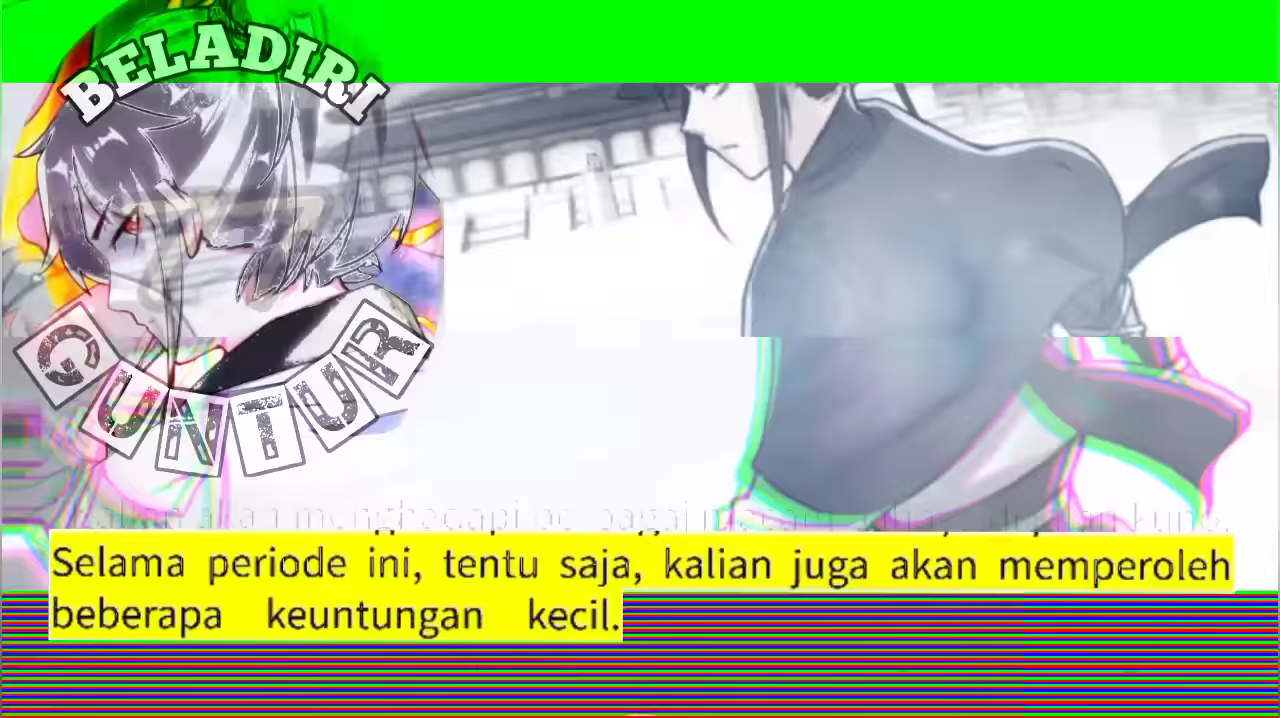 BELADIRI
GUNTUR
Selama periode ini, tentu saja, kalian juga akan memperoleh
beberapa keuntungan kecil.